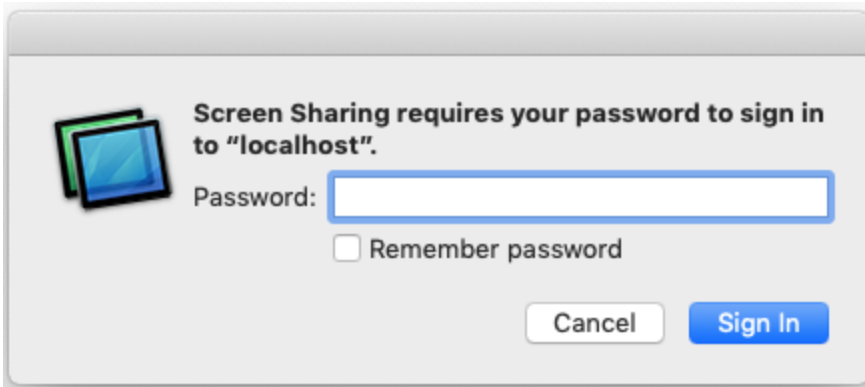 Screen Sharing requires your password to sign in
to “localhost”.
Password:
Remember password
Cancel
Sign In